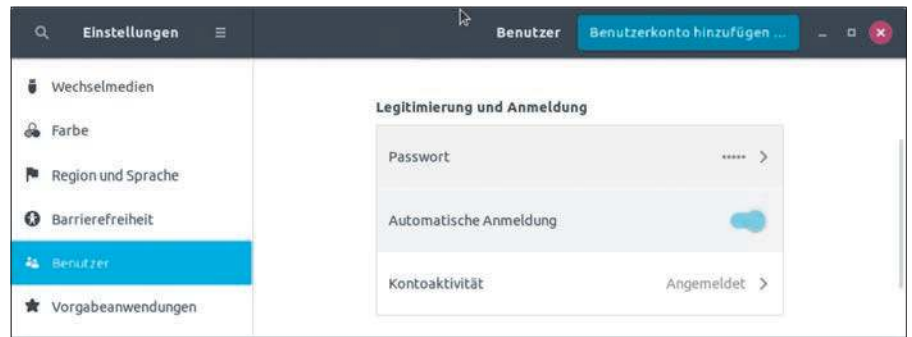 Einstellungen
Benutzer
Benutzerkonto hinzufügen ...
Wechselmedien
Farbe
Region und Sprache
Barrierefreiheit
Benutzer
Vorgabeanwendungen
Legitimierung und Anmeldung
Passwort •••••
Automatische Anmeldung
Kontoaktivität Angemeldet